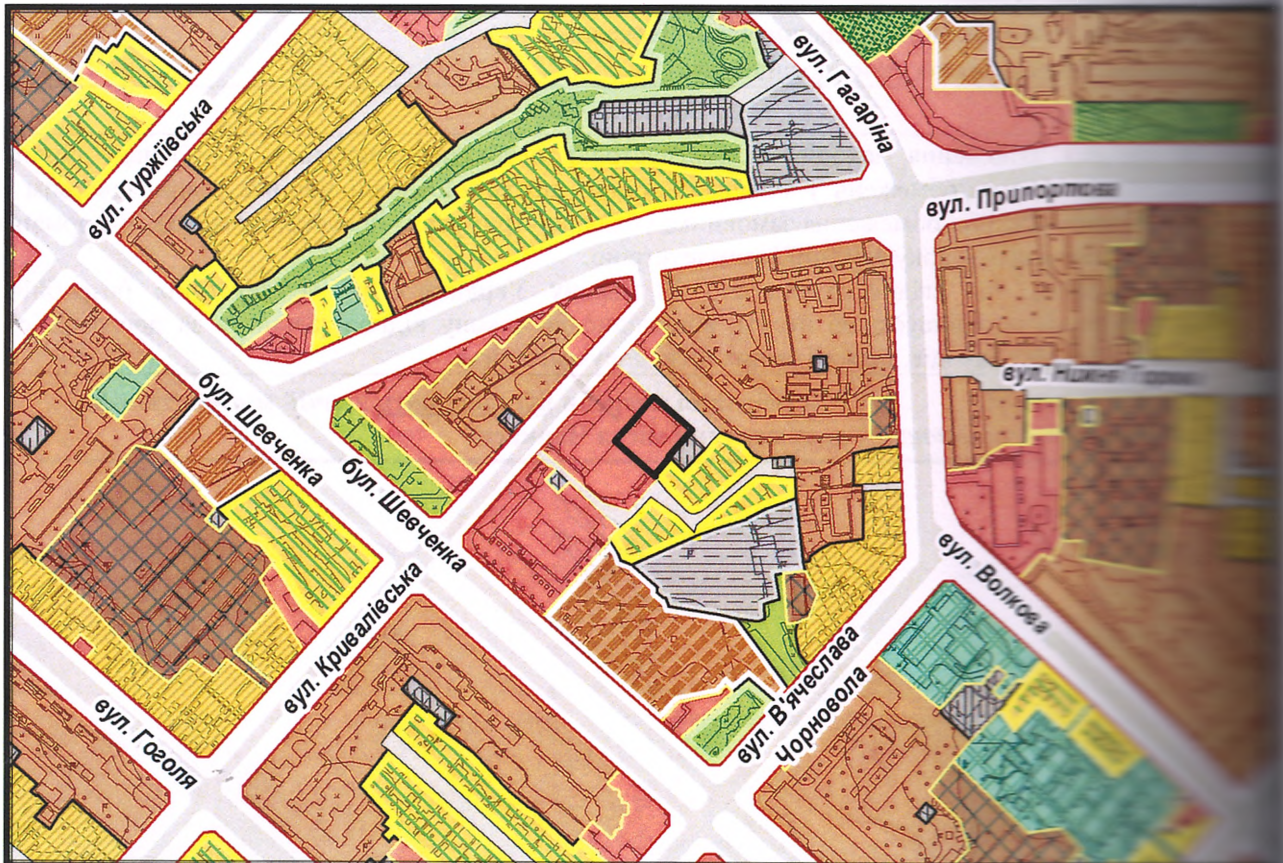 вул. Гагаріна
вул. Гуржіївська
вул. Припортова
вул. Нижня
бул. Шевченка
бул. Шевченка
вул. Волкова
вул. Кривалівська
вул. В'ячеслава
Чорновола
вул. Гоголя